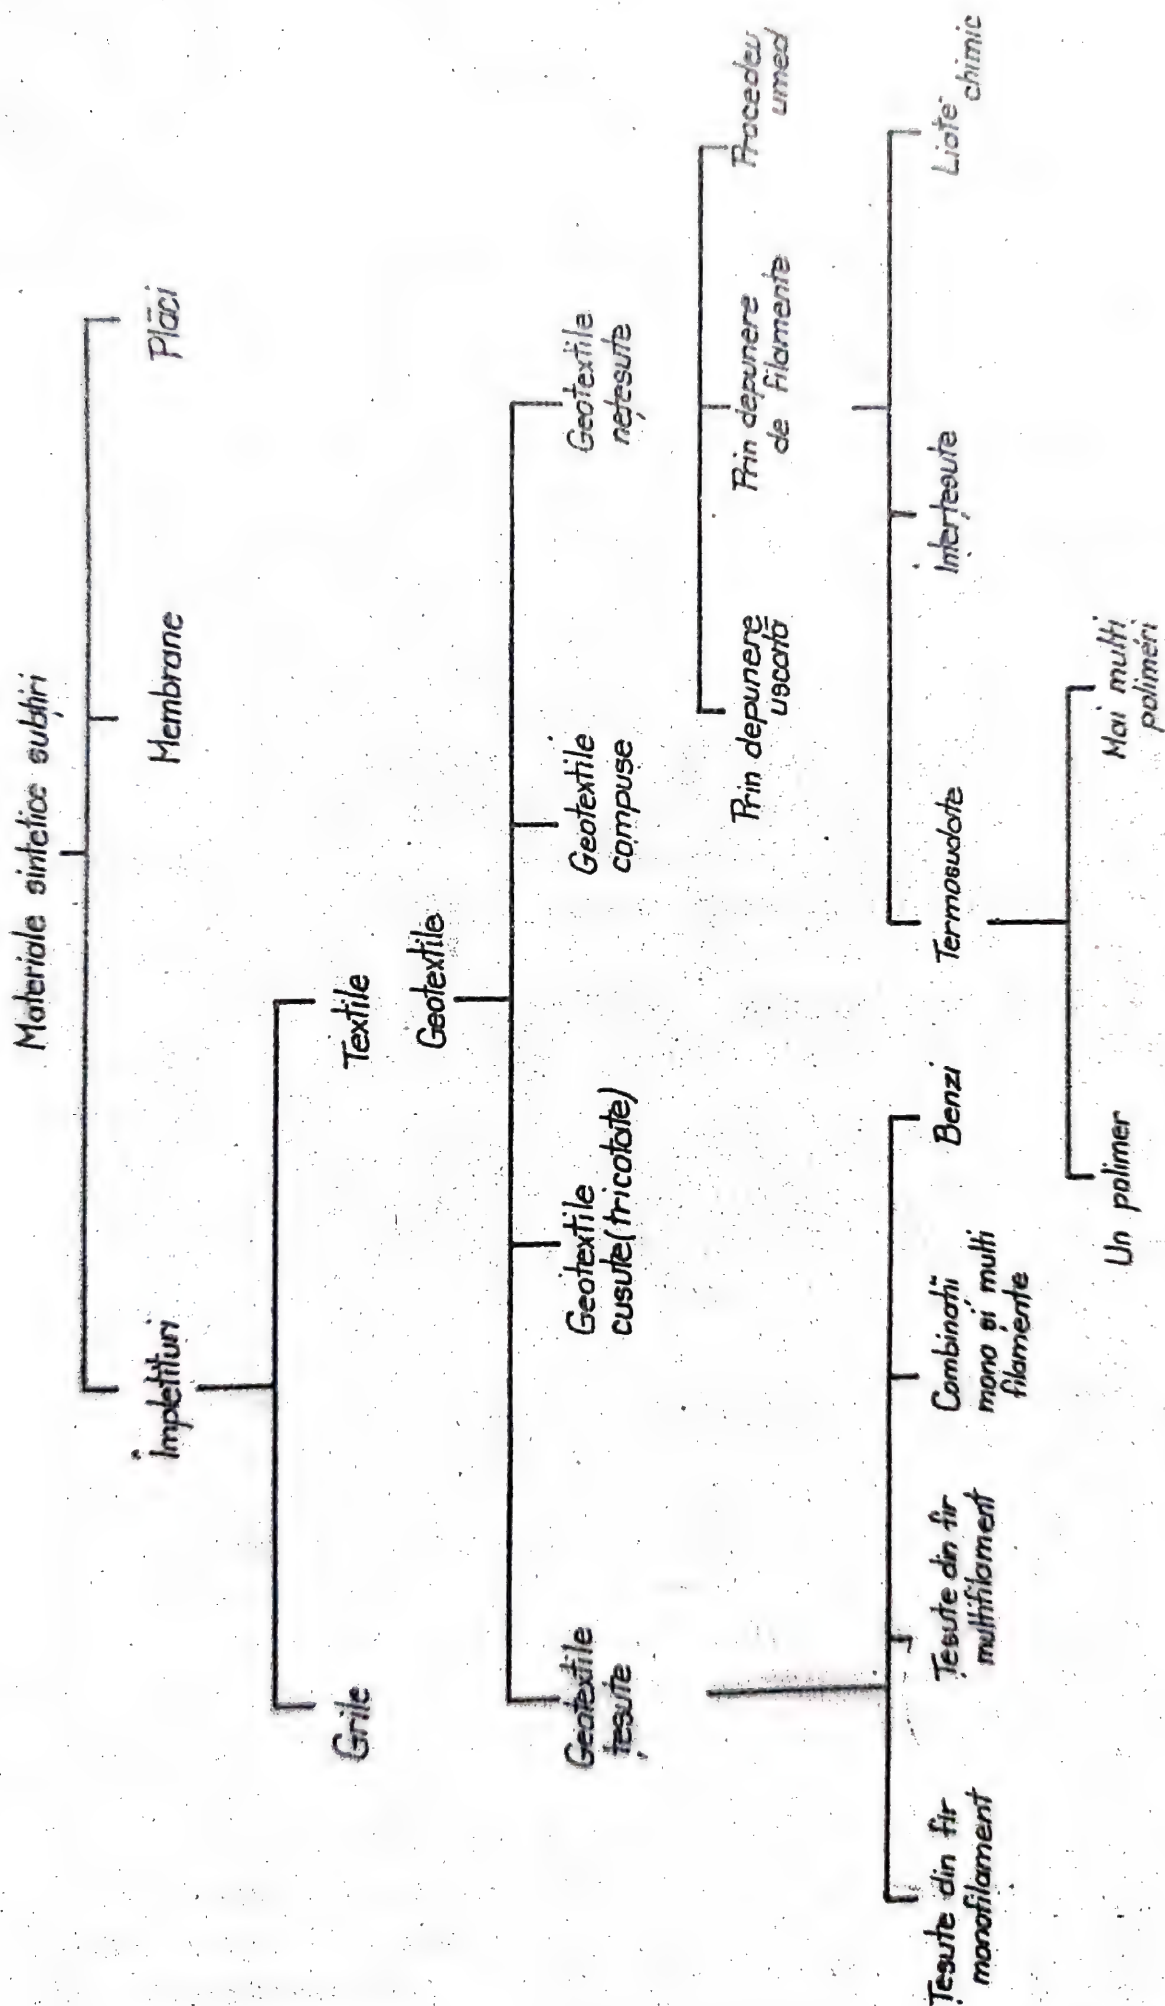 Materiale sintetice subțiri
Împletituri
Membrane
Plăci
Grile
Textile
Geotextile
Geotextile
țesute
Geotextile
cusute (tricotate)
Geotextile
compuse
Geotextile
nețesute
Prin depunere
uscată
Prin depunere
de filamente
Procedeu
umed
Țesute din fir
monofilament
Țesute din fir
multifilament
Combinații
mono și multi
filamente
Benzi
Termosudate
Interțesute
Liate
chimic
Un polimer
Mai mulți
polimeri